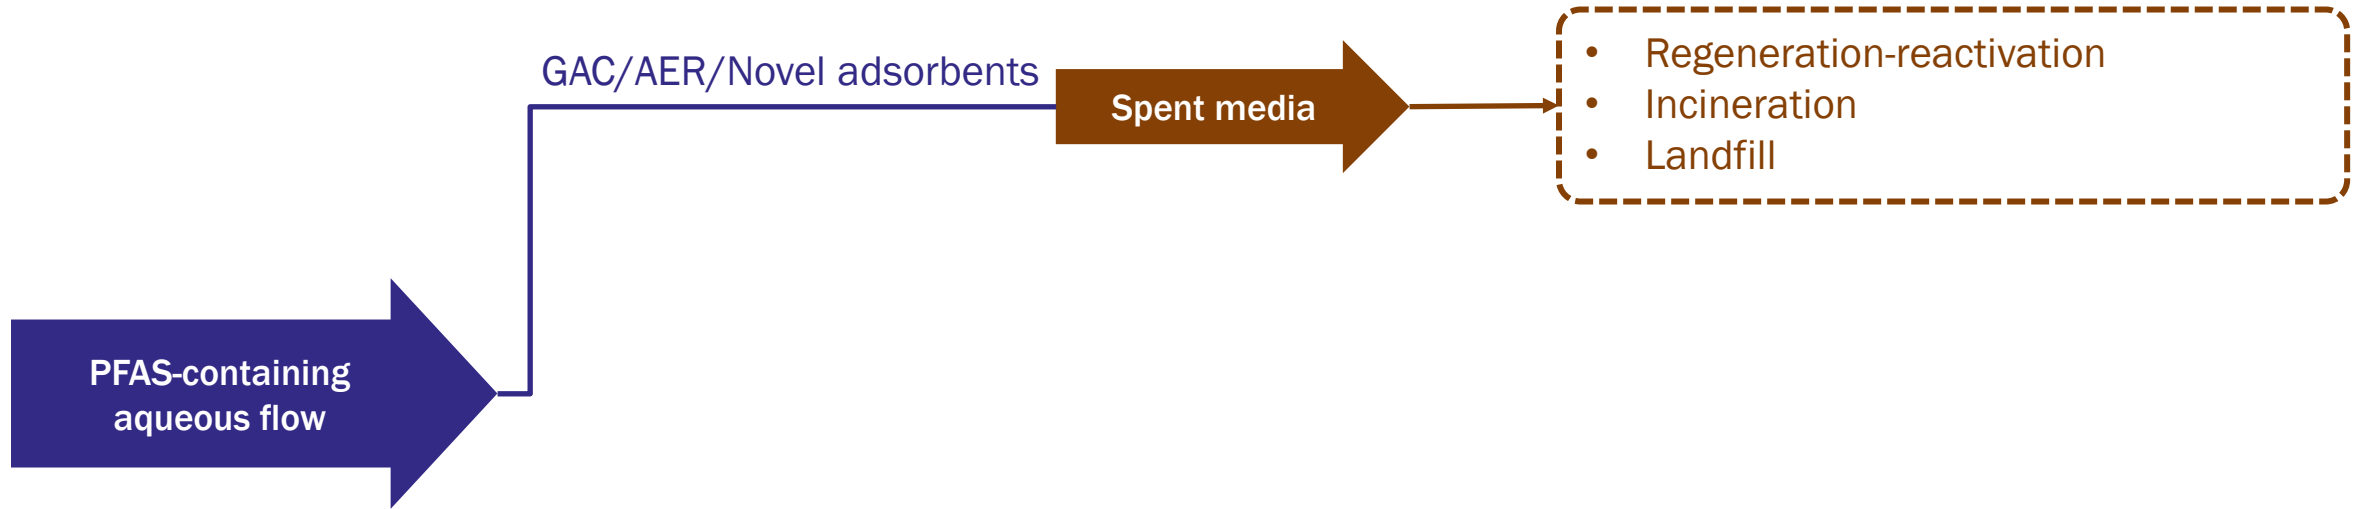 GAC/AER/Novel adsorbents
Spent media
• Regeneration-reactivation
• Incineration
• Landfill
PFAS-containing
aqueous flow